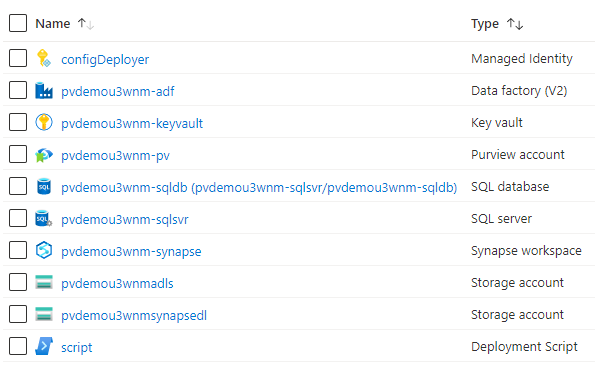 Name Type
configDeployer Managed Identity
pvdemou3wnm-adf Data factory (V2)
pvdemou3wnm-keyvault Key vault
pvdemou3wnm-pv Purview account
SQL pvdemou3wnm-sqldb (pvdemou3wnm-sqlsvr/pvdemou3wnm-sqldb) SQL database
SQL pvdemou3wnm-sqlsvr SQL server
pvdemou3wnm-synapse Synapse workspace
pvdemou3wnmadls Storage account
pvdemou3wnmsynapsedl Storage account
script Deployment Script